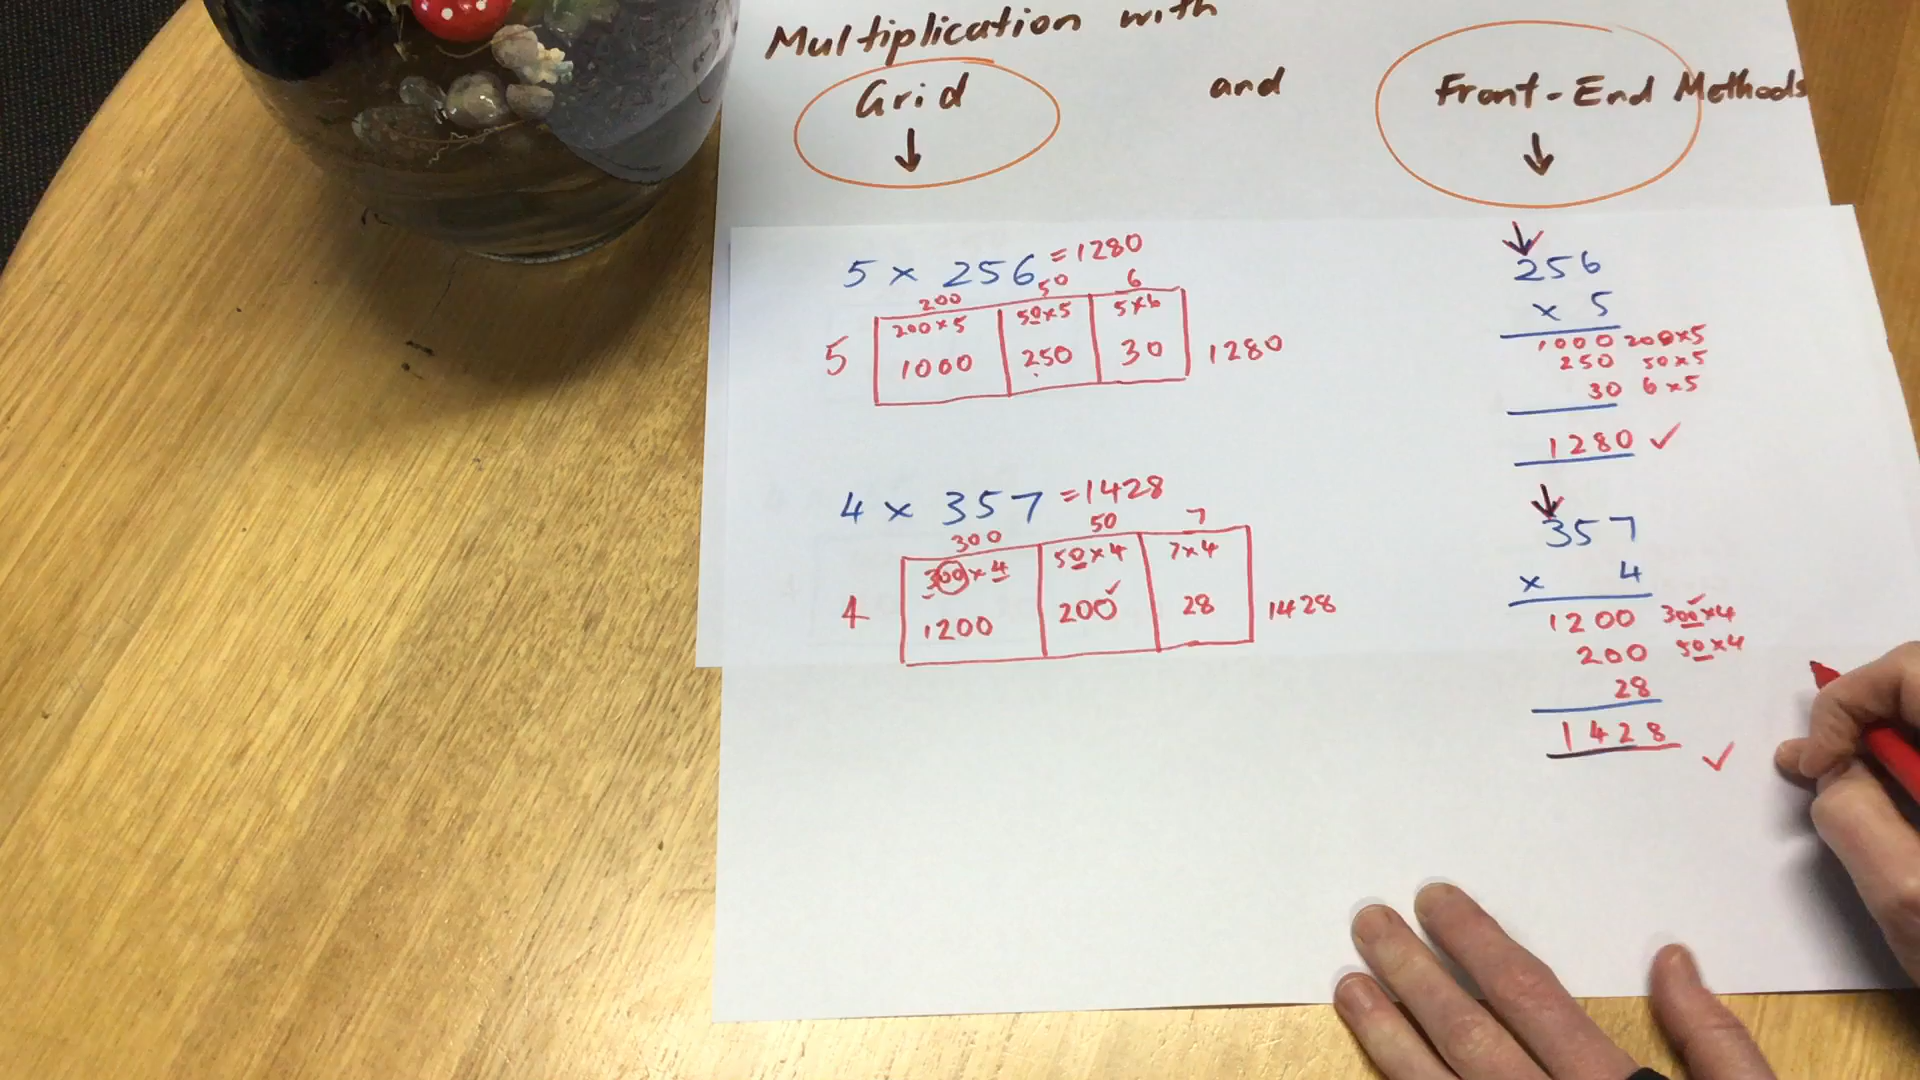 Multiplication with
Grid and Front-End Methods
↓ ↓
5 × 256 = 1280
200 50 6
200×5 50×5 5×6
5 1000 250 30 1280
4 × 357 = 1428
300 50 7
300×4 50×4 7×4
4 1200 200 ✓ 28 1428
↓
256
× 5
1000 200×5
250 50×5
30 6×5
1280 ✓
↓
357
× 4
1200 300×4
200 50×4
28
1428
✓